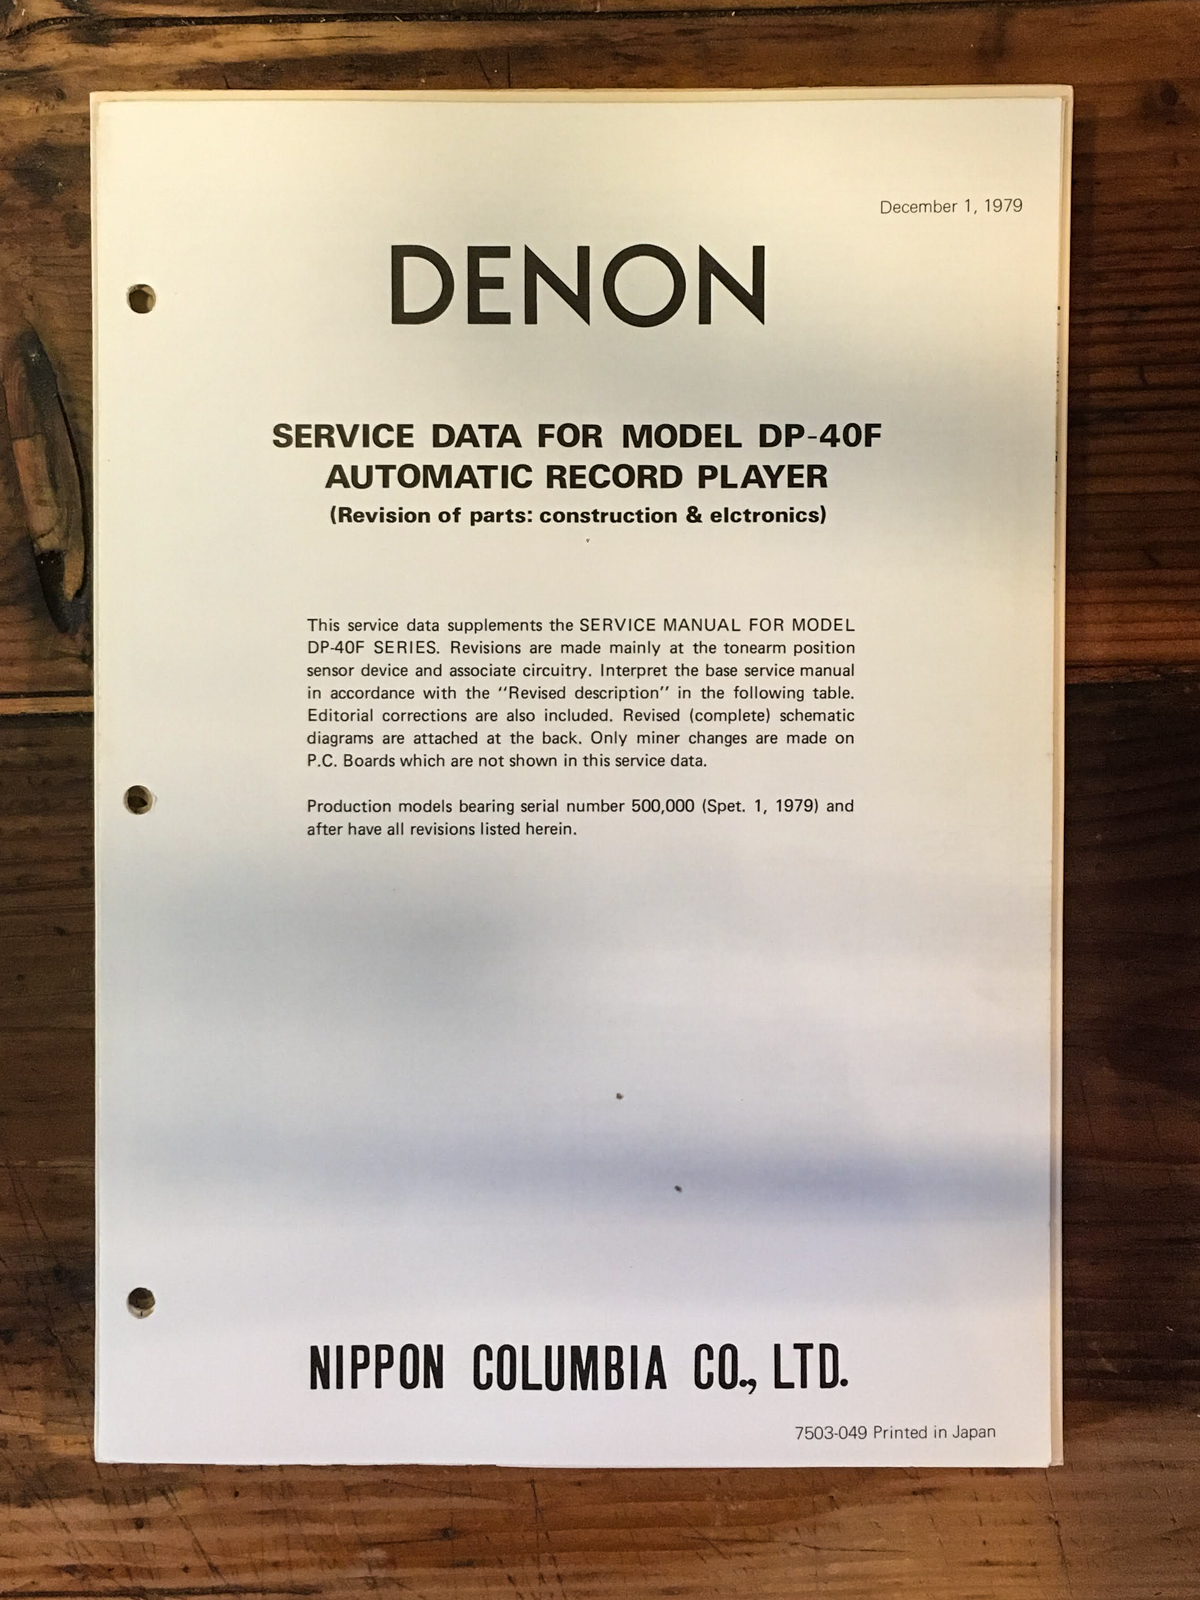 December 1, 1979
DENON
SERVICE DATA FOR MODEL DP-40F
AUTOMATIC RECORD PLAYER
(Revision of parts: construction & elctronics)
This service data supplements the SERVICE MANUAL FOR MODEL
DP-40F SERIES. Revisions are made mainly at the tonearm position
sensor device and associate circuitry. Interpret the base service manual
in accordance with the "Revised description" in the following table.
Editorial corrections are also included. Revised (complete) schematic
diagrams are attached at the back. Only miner changes are made on
P.C. Boards which are not shown in this service data.
Production models bearing serial number 500,000 (Spet. 1, 1979) and
after have all revisions listed herein.
NIPPON COLUMBIA CO., LTD.
7503-049 Printed in Japan